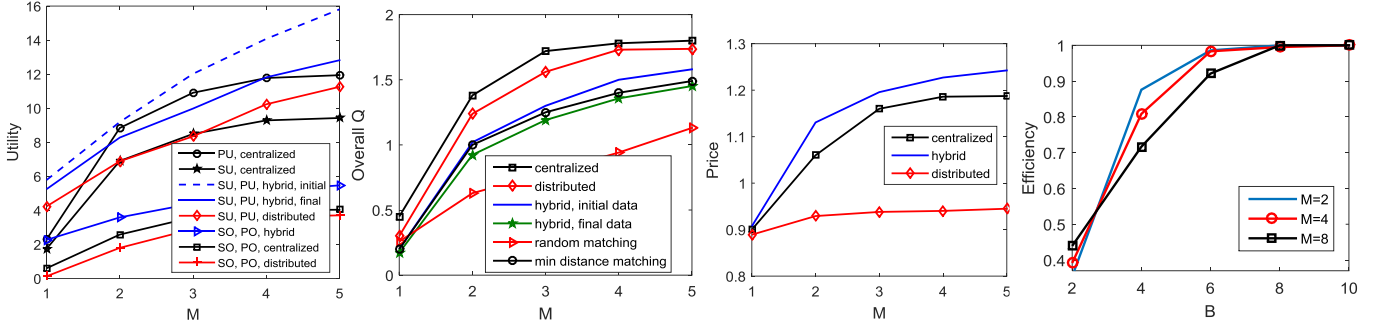 16
14
12
10
8
6
4
2
0
Utility
PU, centralized
SU, centralized
SU, PU, hybrid, initial
SU, PU, hybrid, final
SU, PU, distributed
SO, PO, hybrid
SO, PO, centralized
SO, PO, distributed
1 2 3 4 5
M
2
1.5
1
0.5
0
Overall Q
centralized
distributed
hybrid, initial data
hybrid, final data
random matching
min distance matching
1 2 3 4 5
M
1.3
1.2
1.1
1
0.9
0.8
Price
centralized
hybrid
distributed
1 2 3 4 5
M
1
0.9
0.8
0.7
0.6
0.5
0.4
Efficiency
M=2
M=4
M=8
2 4 6 8 10
B